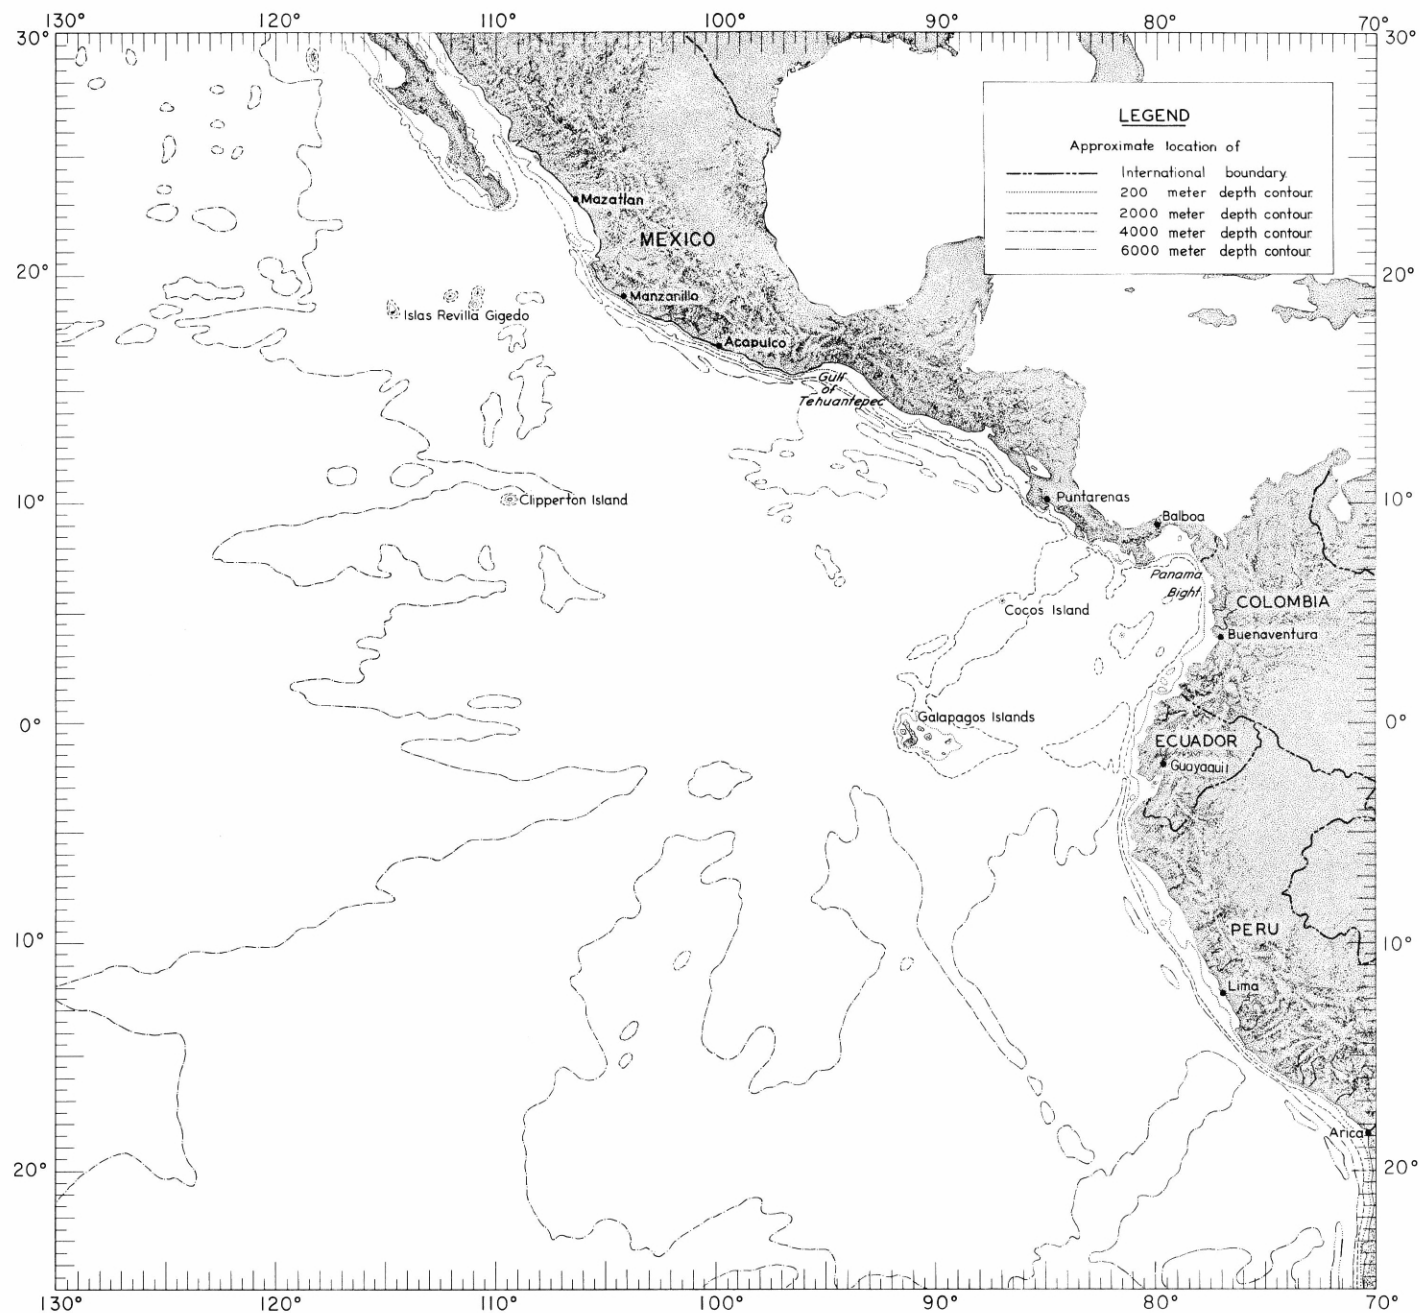 130° 120° 110° 100° 90° 80° 70°
30° 30°
LEGEND
Approximate location of
International boundary.
200 meter depth contour.
2000 meter depth contour.
4000 meter depth contour.
6000 meter depth contour.
Mazatlan
MEXICO
20° 20°
Manzanillo
Islas Revilla Gigedo
Acapulco
Gulf
of
Tehuantepec
10° Clipperton Island Puntarenas 10°
Balboa
Panama
Bight
COLOMBIA
Cocos Island
Buenaventura
0° Galapagos Islands 0°
ECUADOR
Guayaquil
PERU
10° 10°
Lima
Arica
20° 20°
130° 120° 110° 100° 90° 80° 70°